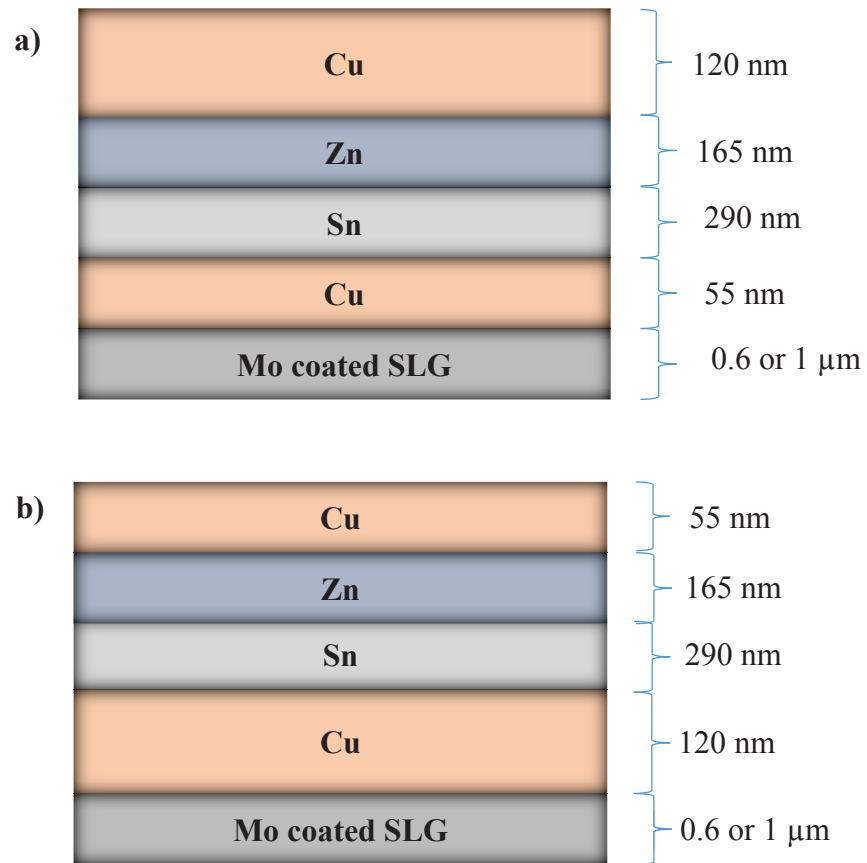 a)
Cu 120 nm
Zn 165 nm
Sn 290 nm
Cu 55 nm
Mo coated SLG 0.6 or 1 µm
b)
Cu 55 nm
Zn 165 nm
Sn 290 nm
Cu 120 nm
Mo coated SLG 0.6 or 1 µm